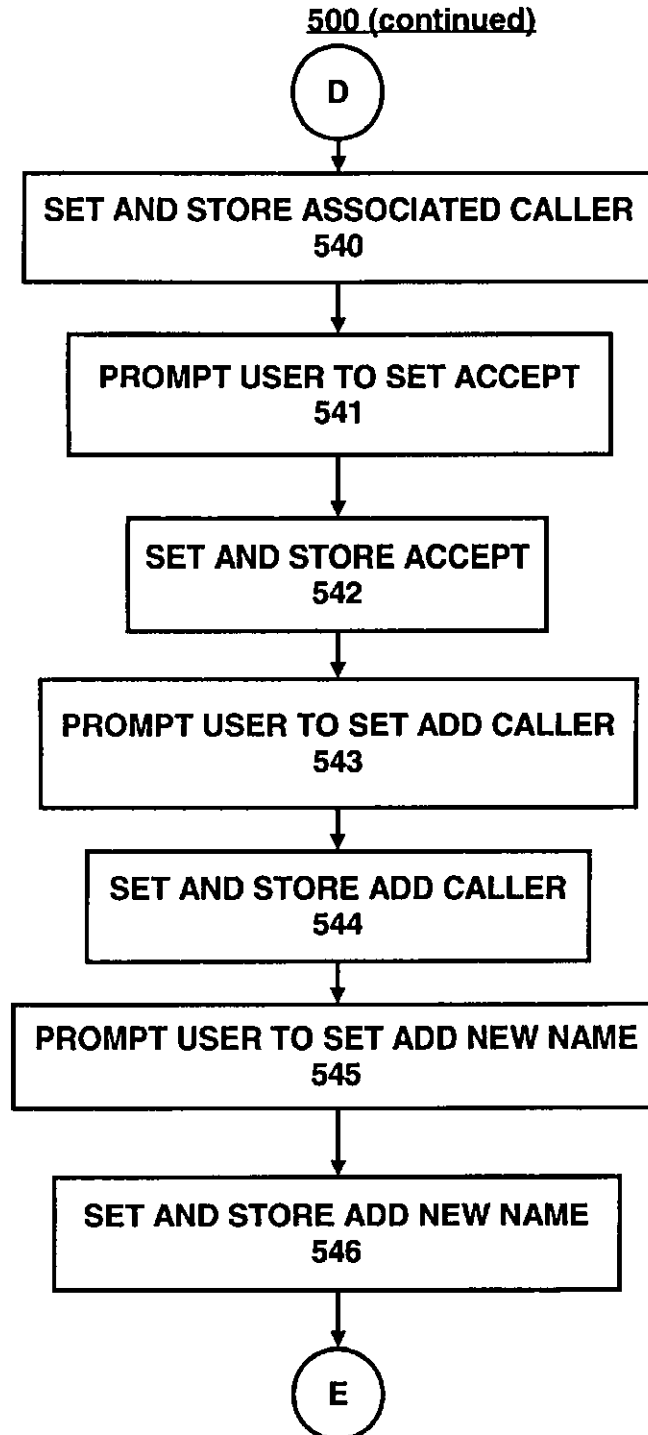 500 (continued)
D
SET AND STORE ASSOCIATED CALLER
540
PROMPT USER TO SET ACCEPT
541
SET AND STORE ACCEPT
542
PROMPT USER TO SET ADD CALLER
543
SET AND STORE ADD CALLER
544
PROMPT USER TO SET ADD NEW NAME
545
SET AND STORE ADD NEW NAME
546
E